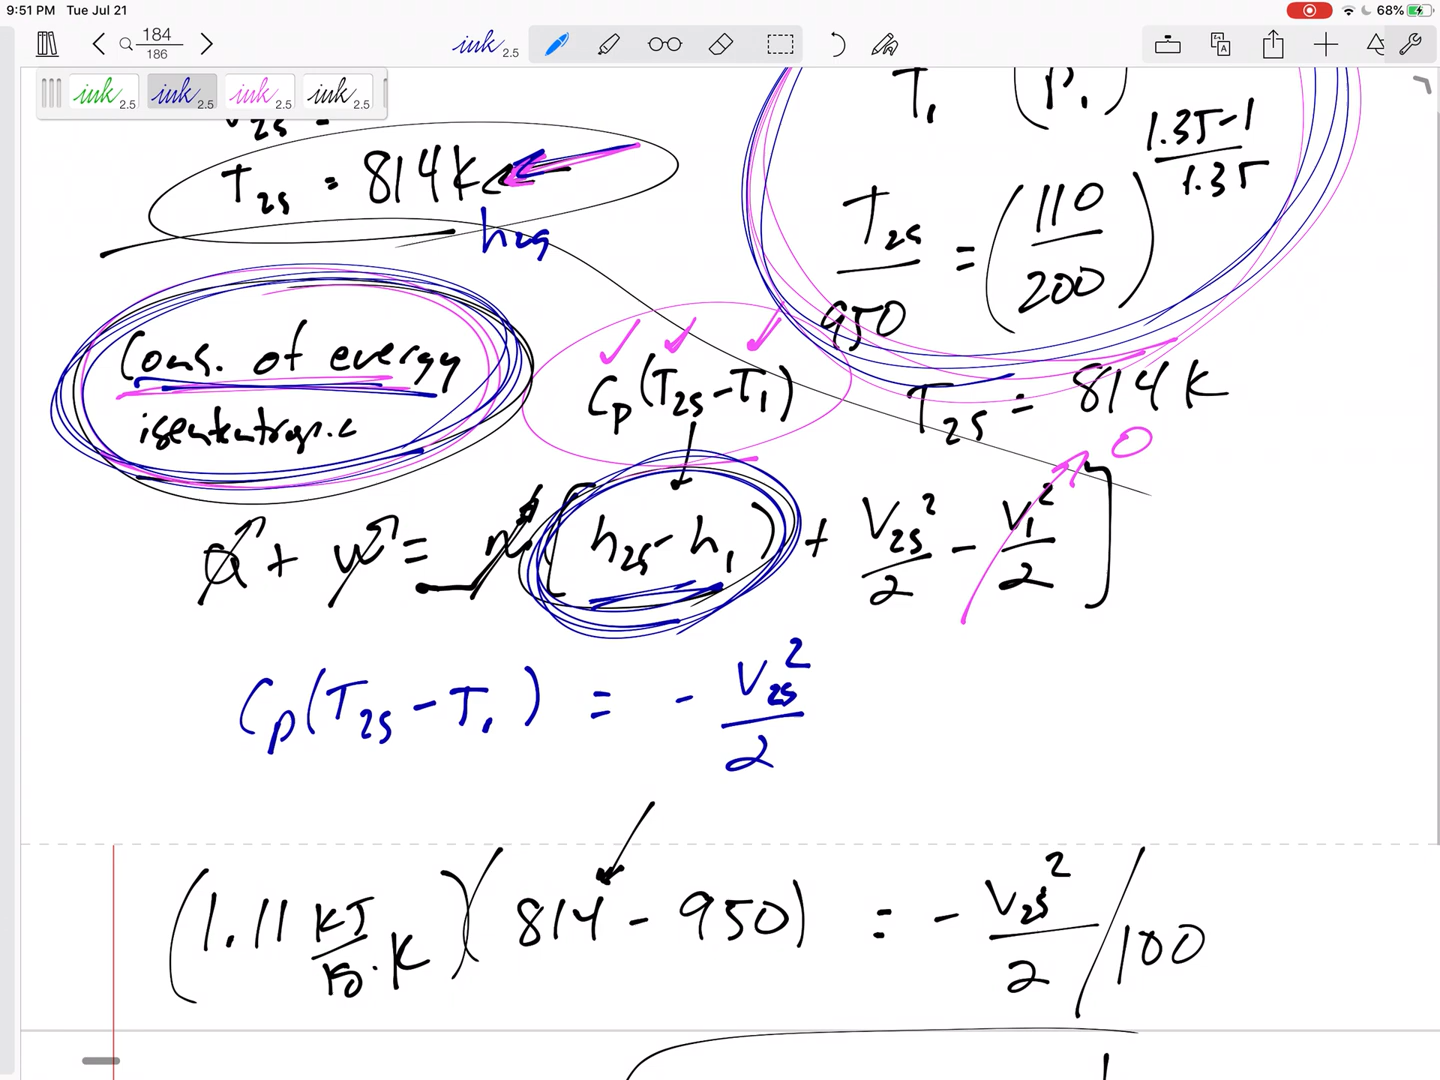 9:51 PM Tue Jul 21
68%
184
186
ink 2.5
ink 2.5 ink 2.5 ink 2.5 ink 2.5
T₁ (P₁)
1.35-1
1.35
T₂ₛ = 814 K
h₂ₛ
T₂ₛ/950 = (110/200)
T₂ₛ = 814 K
Cons. of energy
isententropic
Cp(T₂ₛ-T₁)
0
Q + W = ṁ[(h₂ₛ-h₁) + V₂ₛ²/2 - V₁²/2]
Cp(T₂ₛ-T₁) = - V₂ₛ²/2
(1.11 KJ/kg.K)(814-950) = - V₂ₛ²/2/100